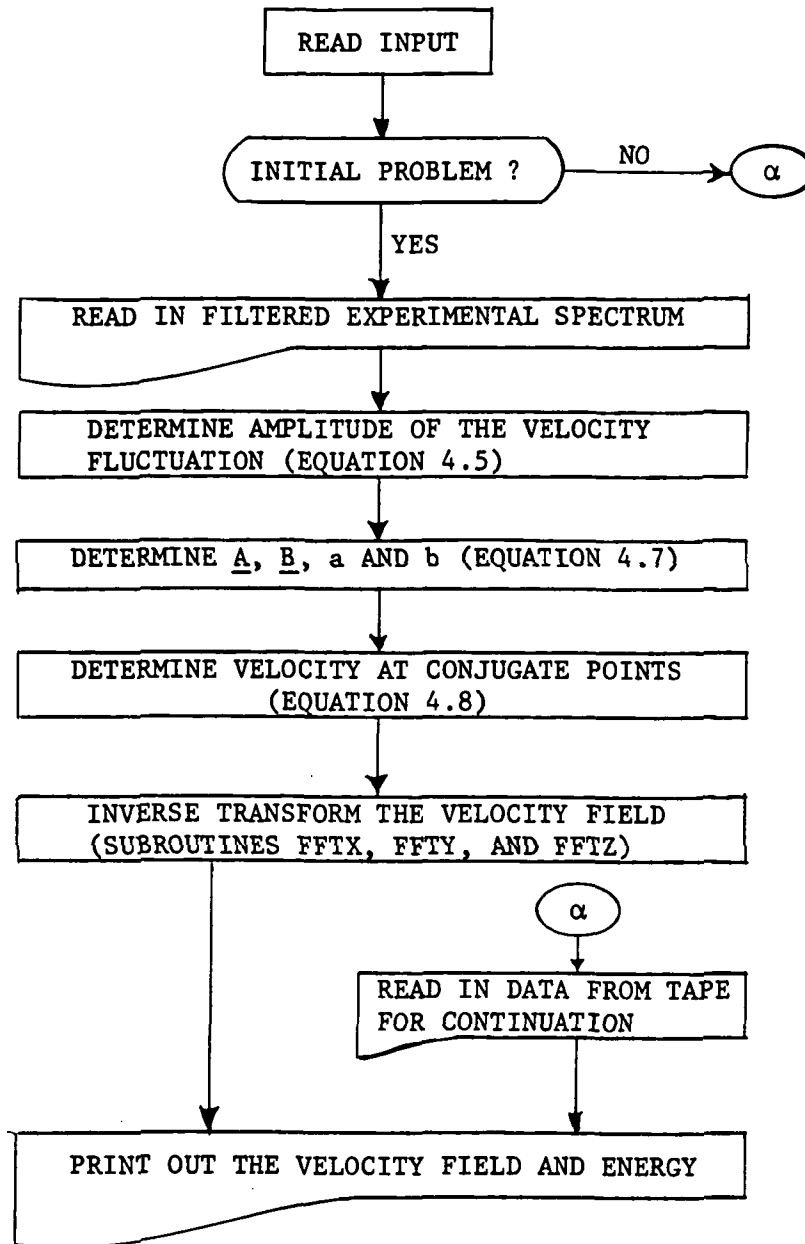 READ INPUT
INITIAL PROBLEM ?
NO
α
YES
READ IN FILTERED EXPERIMENTAL SPECTRUM
DETERMINE AMPLITUDE OF THE VELOCITY
FLUCTUATION (EQUATION 4.5)
DETERMINE A, B, a AND b (EQUATION 4.7)
DETERMINE VELOCITY AT CONJUGATE POINTS
(EQUATION 4.8)
INVERSE TRANSFORM THE VELOCITY FIELD
(SUBROUTINES FFTX, FFTY, AND FFTZ)
α
READ IN DATA FROM TAPE
FOR CONTINUATION
PRINT OUT THE VELOCITY FIELD AND ENERGY